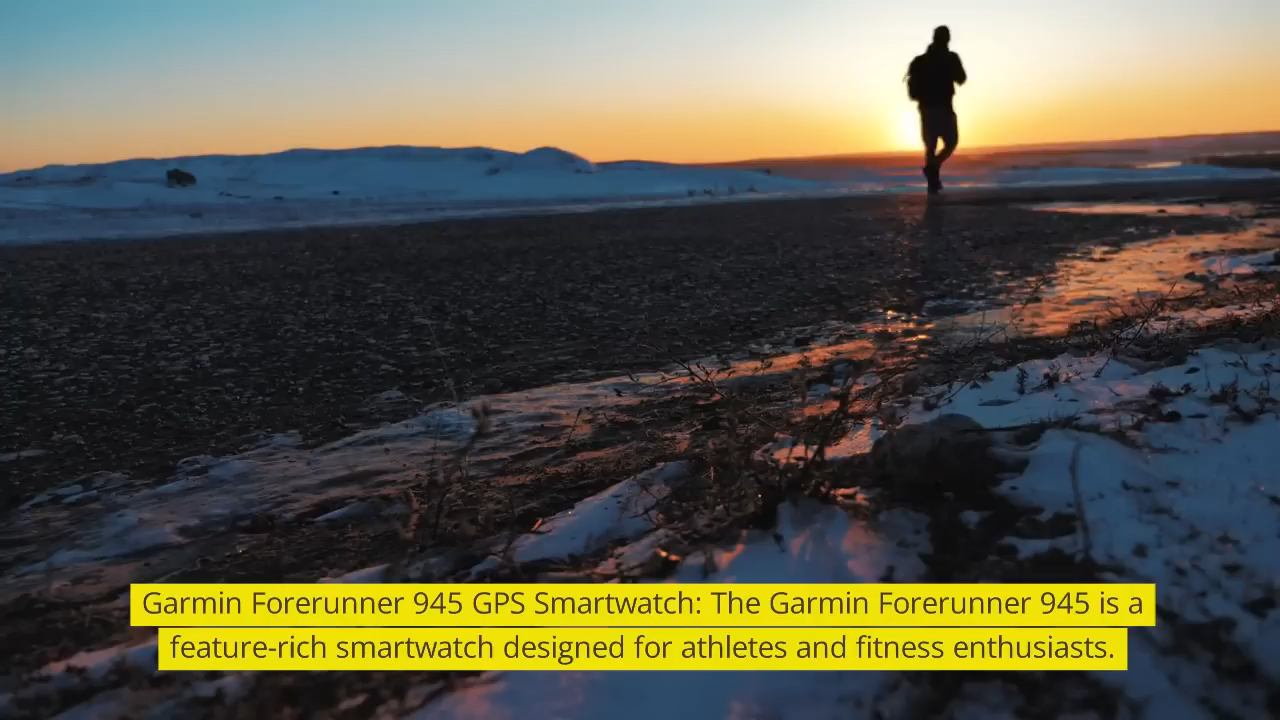 Garmin Forerunner 945 GPS Smartwatch: The Garmin Forerunner 945 is a
feature-rich smartwatch designed for athletes and fitness enthusiasts.